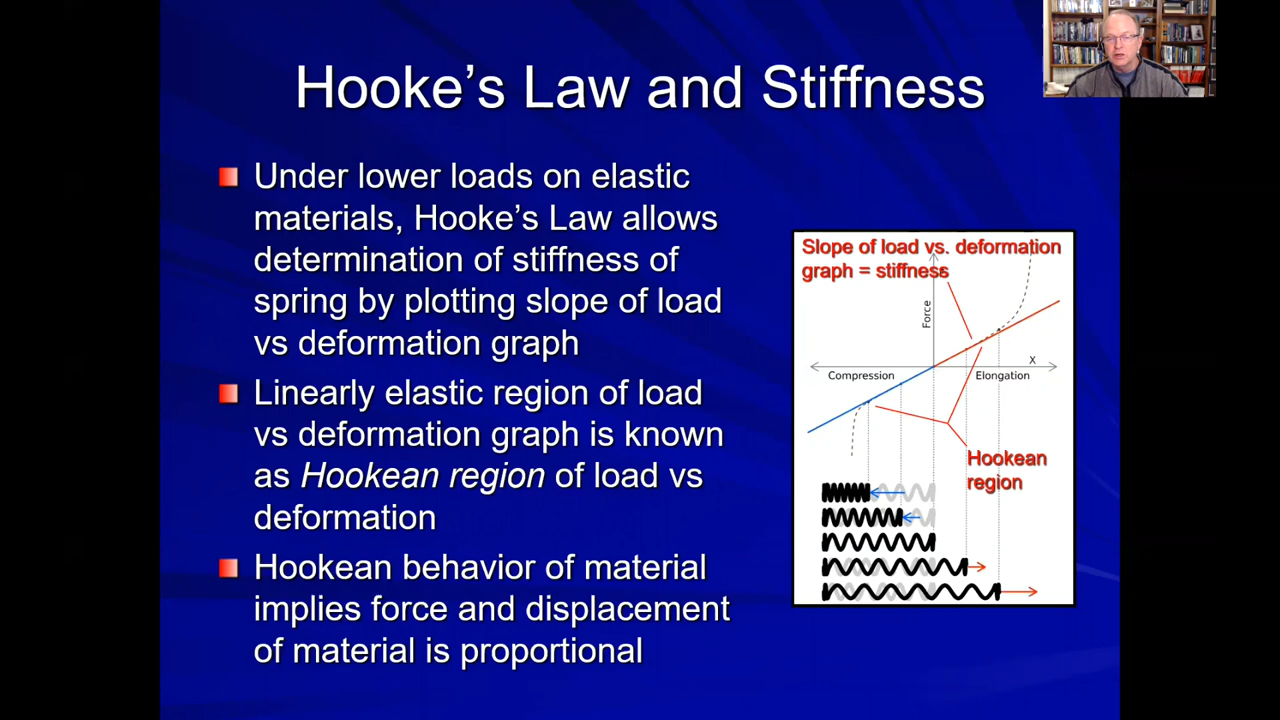 Hooke's Law and Stiffness
Under lower loads on elastic
materials, Hooke's Law allows
determination of stiffness of
spring by plotting slope of load
vs deformation graph
Linearly elastic region of load
vs deformation graph is known
as Hookean region of load vs
deformation
Hookean behavior of material
implies force and displacement
of material is proportional
Slope of load vs. deformation
graph = stiffness
Force
X
Compression
Elongation
Hookean
region